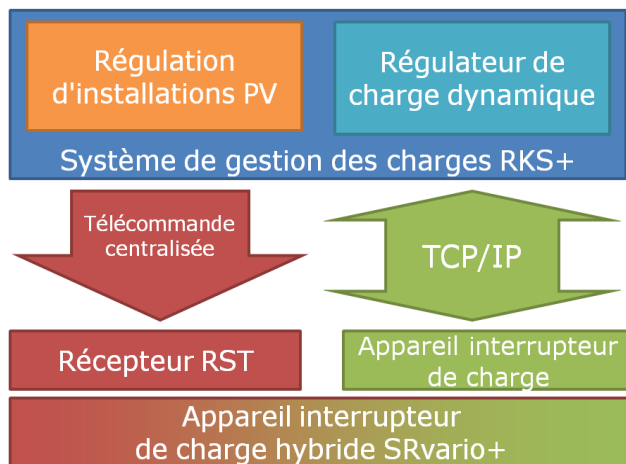 Régulation
d'installations PV
Régulateur de
charge dynamique
Système de gestion des charges RKS+
Télécommande
centralisée
TCP/IP
Récepteur RST
Appareil interrupteur
de charge
Appareil interrupteur
de charge hybride SRvario+